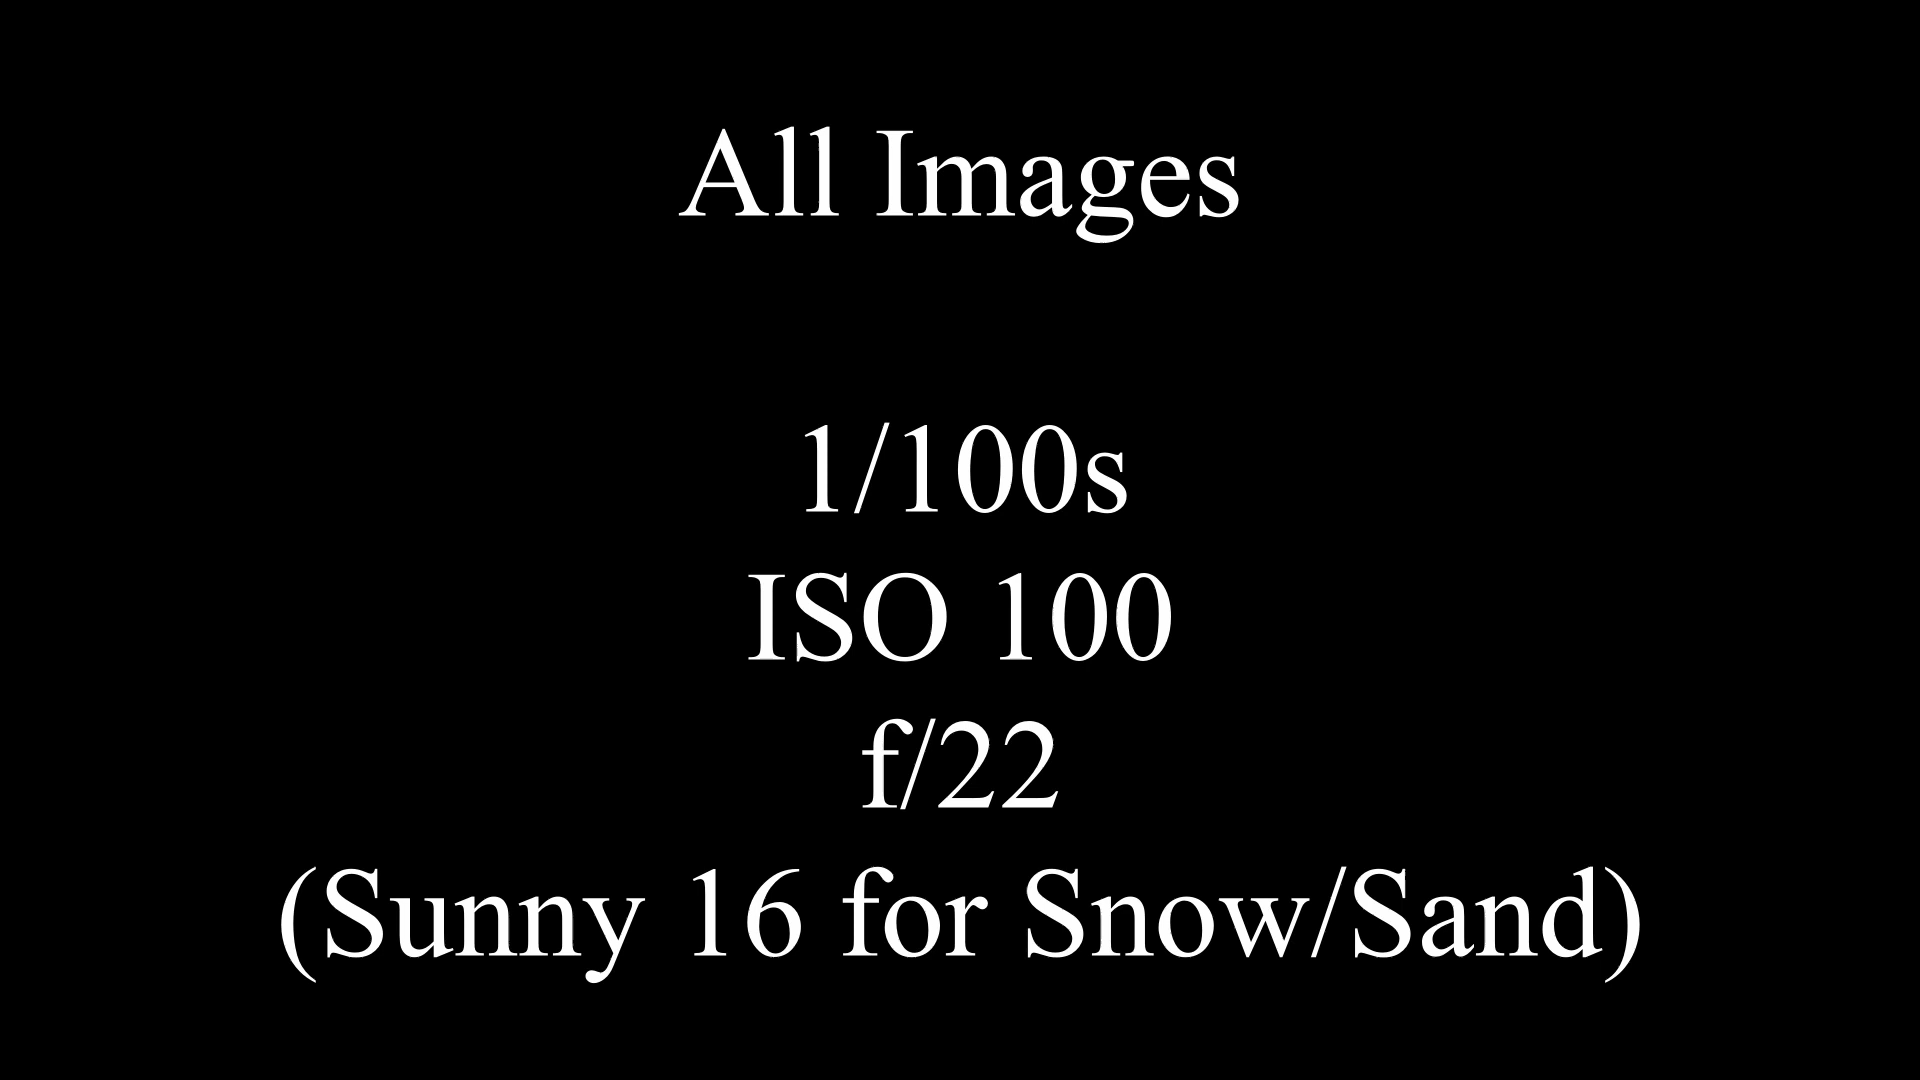 All Images
1/100s
ISO 100
f/22
(Sunny 16 for Snow/Sand)